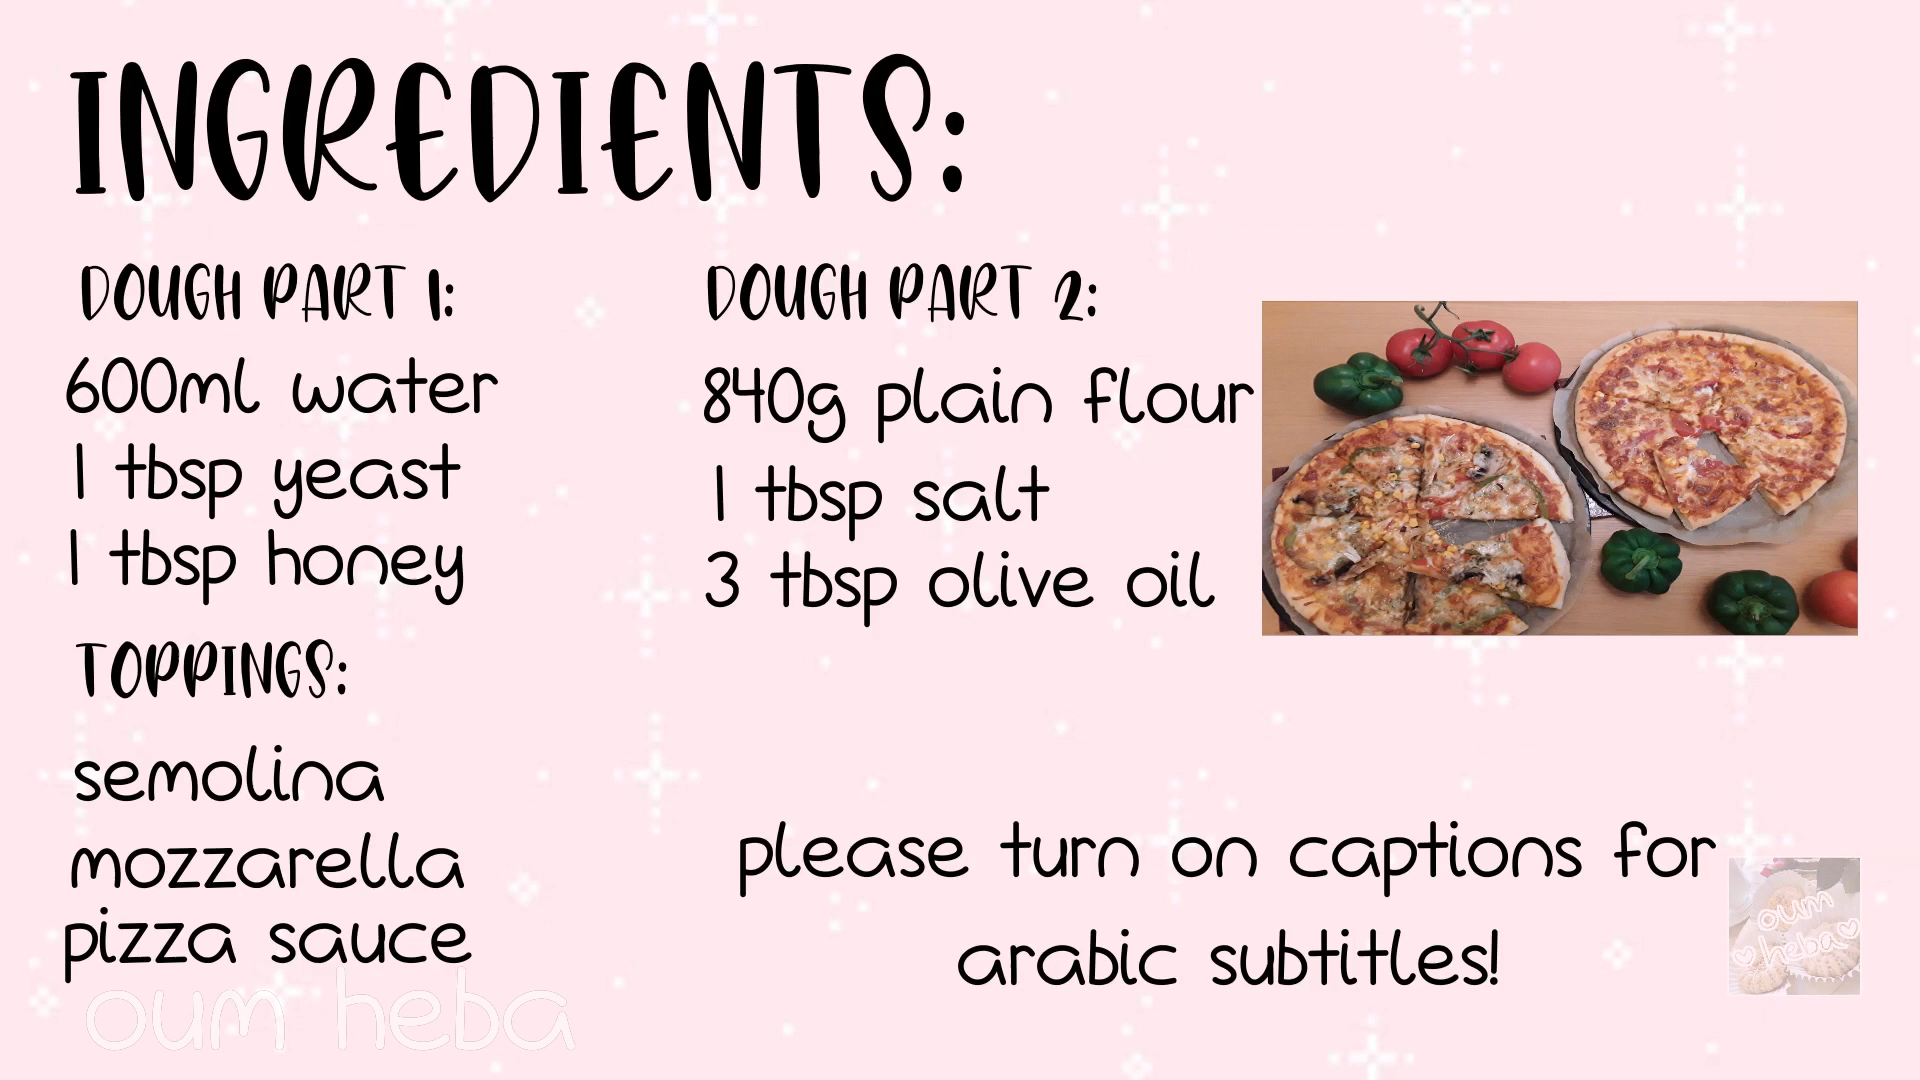 INGREDIENTS:
DOUGH PART 1:
600ml water
1 tbsp yeast
1 tbsp honey
DOUGH PART 2:
840g plain flour
1 tbsp salt
3 tbsp olive oil
TOPPINGS:
semolina
mozzarella
pizza sauce
please turn on captions for
arabic subtitles!
oum
heba
oum heba